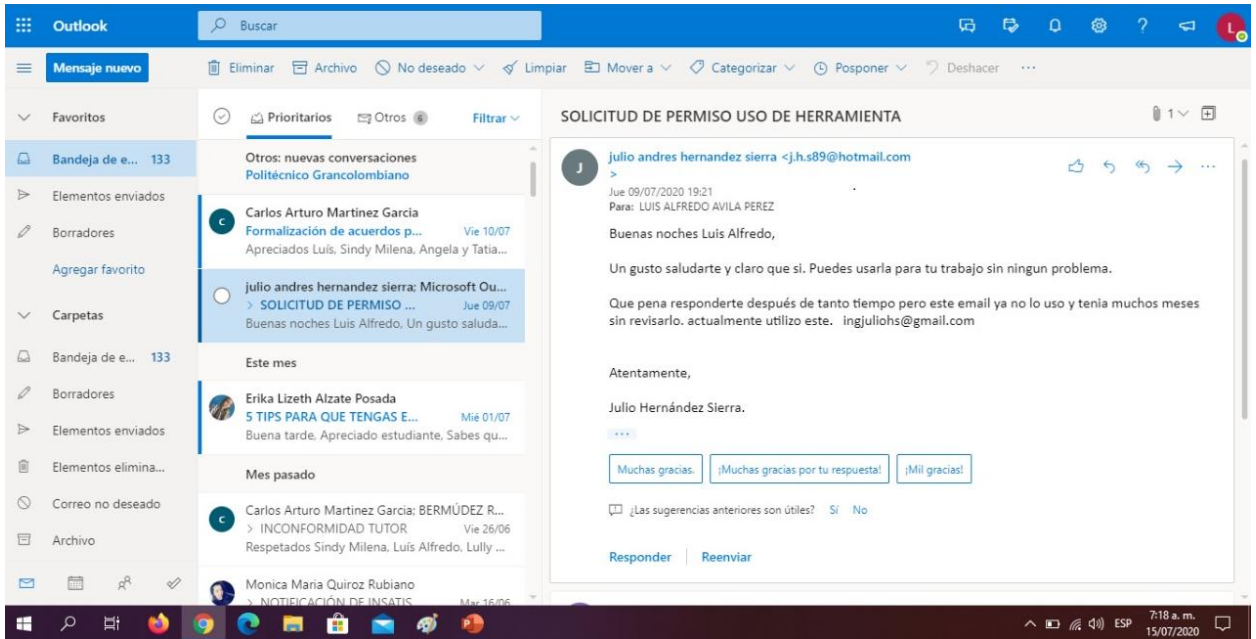 Outlook
Buscar
L
Mensaje nuevo
Eliminar
Archivo
No deseado
Limpiar
Mover a
Categorizar
Posponer
Deshacer
Favoritos
Bandeja de e... 133
Elementos enviados
Borradores
Agregar favorito
Carpetas
Bandeja de e... 133
Borradores
Elementos enviados
Elementos elimina...
Correo no deseado
Archivo
Prioritarios
Otros 6
Filtrar
Otros: nuevas conversaciones
Politécnico Grancolombiano
C
Carlos Arturo Martinez Garcia
Formalización de acuerdos p... Vie 10/07
Apreciados Luís, Sindy Milena, Angela y Tatia...
julio andres hernandez sierra; Microsoft Ou...
> SOLICITUD DE PERMISO ... Jue 09/07
Buenas noches Luis Alfredo, Un gusto saluda...
Este mes
Erika Lizeth Alzate Posada
5 TIPS PARA QUE TENGAS E... Mié 01/07
Buena tarde, Apreciado estudiante, Sabes qu...
Mes pasado
C
Carlos Arturo Martinez Garcia; BERMÚDEZ R...
> INCONFORMIDAD TUTOR Vie 26/06
Respetados Sindy Milena, Luís Alfredo, Lully ...
Monica Maria Quiroz Rubiano
> NOTIFICACIÓN DE INSATIS... Mar 16/06
SOLICITUD DE PERMISO USO DE HERRAMIENTA
1
J
julio andres hernandez sierra <j.h.s89@hotmail.com
>
Jue 09/07/2020 19:21
Para: LUIS ALFREDO AVILA PEREZ
Buenas noches Luis Alfredo,
Un gusto saludarte y claro que si. Puedes usarla para tu trabajo sin ningun problema.
Que pena responderte después de tanto tiempo pero este email ya no lo uso y tenia muchos meses
sin revisarlo. actualmente utilizo este. ingjuliohs@gmail.com
Atentamente,
Julio Hernández Sierra.
...
Muchas gracias.
¡Muchas gracias por tu respuesta!
¡Mil gracias!
¿Las sugerencias anteriores son útiles? Sí No
Responder
Reenviar
ESP
7:18 a. m.
15/07/2020